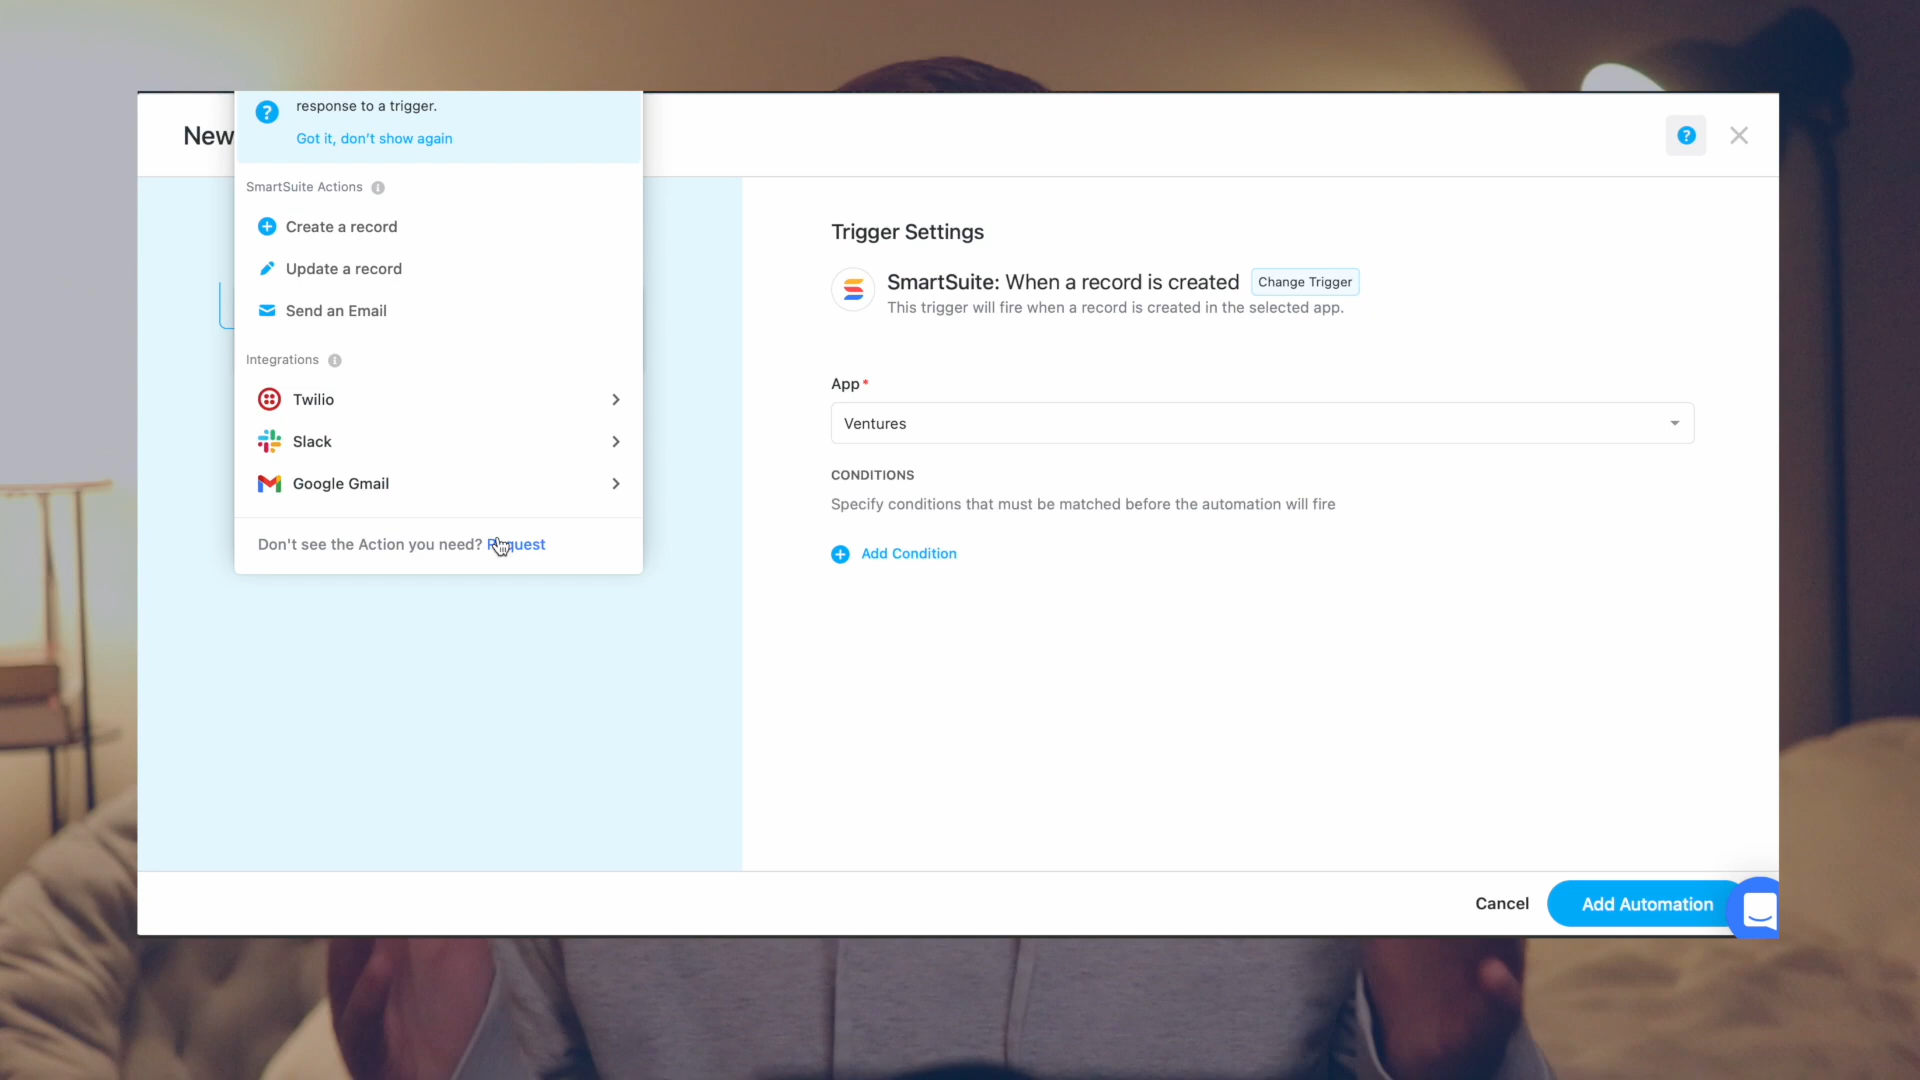 response to a trigger.
Got it, don't show again
New
SmartSuite Actions
Create a record
Update a record
Send an Email
Integrations
Twilio
Slack
Google Gmail
Don't see the Action you need? Request
Trigger Settings
SmartSuite: When a record is created Change Trigger
This trigger will fire when a record is created in the selected app.
App*
Ventures
CONDITIONS
Specify conditions that must be matched before the automation will fire
Add Condition
Cancel Add Automation